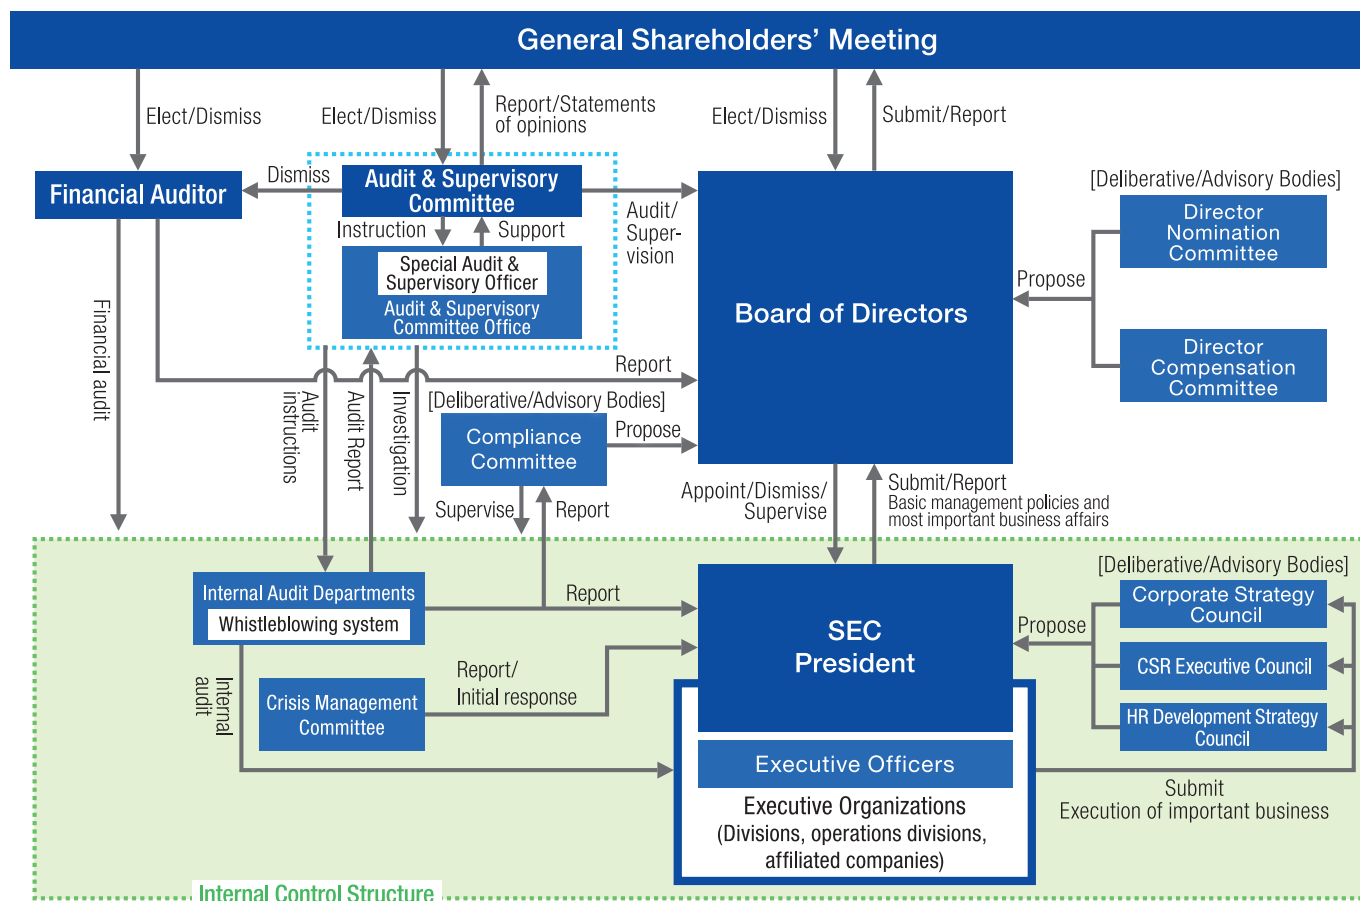 General Shareholders’ Meeting
Elect/Dismiss
Elect/Dismiss
Report/Statements
of opinions
Elect/Dismiss
Submit/Report
Financial Auditor
Dismiss
Audit & Supervisory
Committee
Instruction
Support
Special Audit &
Supervisory Officer
Audit & Supervisory
Committee Office
Audit/
Super-
vision
Board of Directors
[Deliberative/Advisory Bodies]
Director
Nomination
Committee
Propose
Director
Compensation
Committee
Financial audit
Report
Audit
instructions
Audit Report
Investigation
[Deliberative/Advisory Bodies]
Compliance
Committee
Propose
Supervise
Report
Appoint/Dismiss/
Supervise
Submit/Report
Basic management policies and
most important business affairs
Internal Audit Departments
Whistleblowing system
Report
SEC
President
[Deliberative/Advisory Bodies]
Corporate Strategy
Council
Propose
CSR Executive Council
HR Development Strategy
Council
Internal
audit
Crisis Management
Committee
Report/
Initial response
Executive Officers
Executive Organizations
(Divisions, operations divisions,
affiliated companies)
Submit
Execution of important business
Internal Control Structure